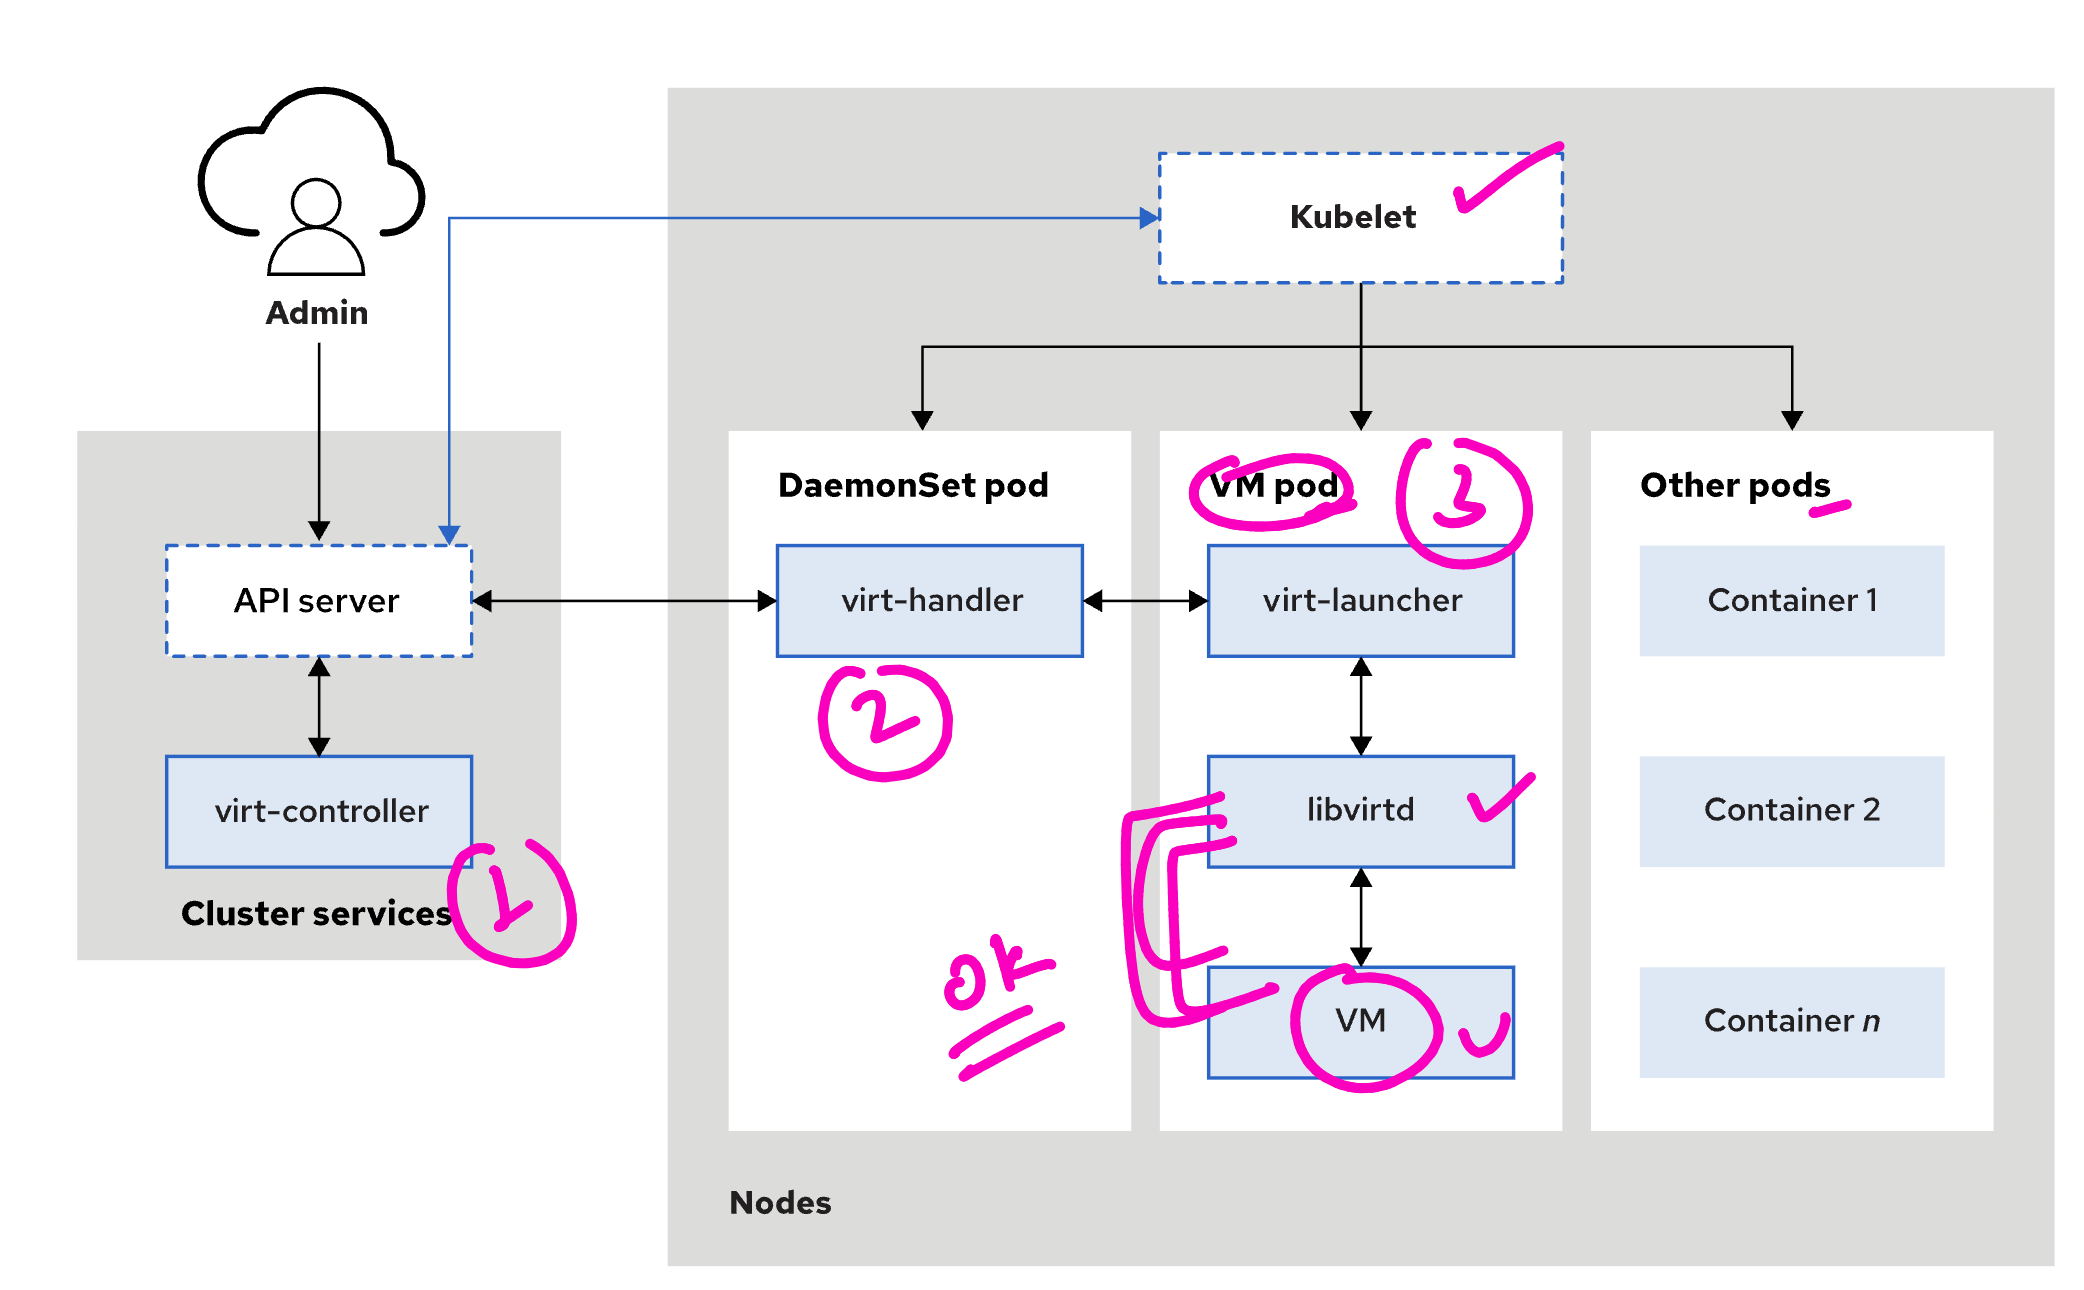 Admin
Kubelet
DaemonSet pod
VM pod
3
Other pods
API server
virt-handler
virt-launcher
Container 1
2
virt-controller
libvirtd
Container 2
Cluster services
1
ok
VM
Container n
Nodes